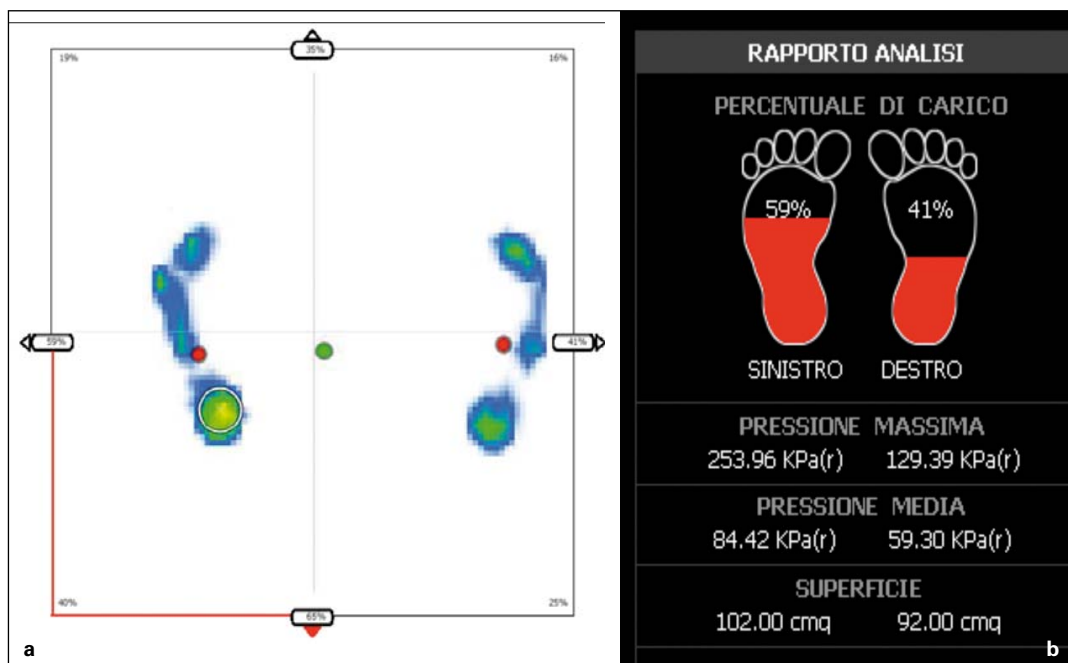 35%
19%
16%
59%
41%
40%
25%
65%
a
RAPPORTO ANALISI
PERCENTUALE DI CARICO
59%
41%
SINISTRO
DESTRO
PRESSIONE MASSIMA
253.96 KPa(r)
129.39 KPa(r)
PRESSIONE MEDIA
84.42 KPa(r)
59.30 KPa(r)
SUPERFICIE
102.00 cmq
92.00 cmq
b